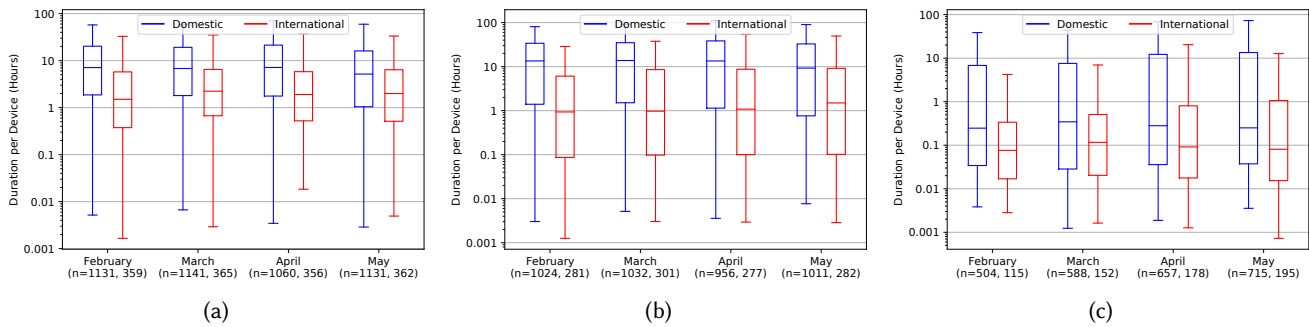 Domestic International
Duration per Device (Hours)
100
10
1
0.1
0.01
0.001
February March April May
(n=1131, 359) (n=1141, 365) (n=1060, 356) (n=1131, 362)
(a)
Domestic International
Duration per Device (Hours)
100
10
1
0.1
0.01
0.001
February March April May
(n=1024, 281) (n=1032, 301) (n=956, 277) (n=1011, 282)
(b)
Domestic International
Duration per Device (Hours)
100
10
1
0.1
0.01
0.001
February March April May
(n=504, 115) (n=588, 152) (n=657, 178) (n=715, 195)
(c)